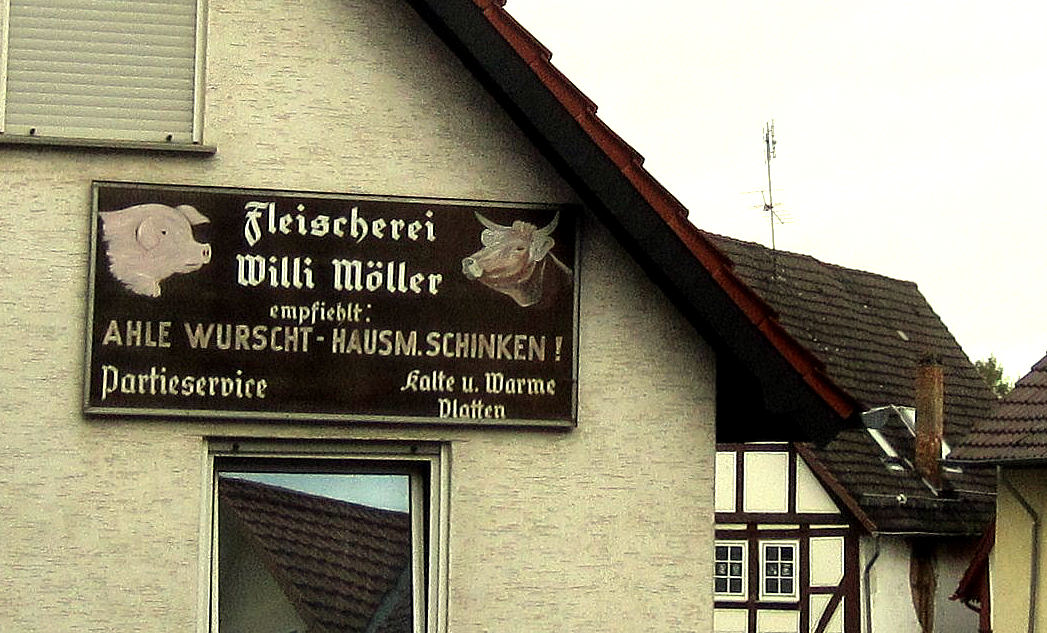 Fleischerei
Willi Möller
empfiehlt:
AHLE WURSCHT - HAUSM. SCHINKEN!
Partieservice Kalte u. Warme
Platten